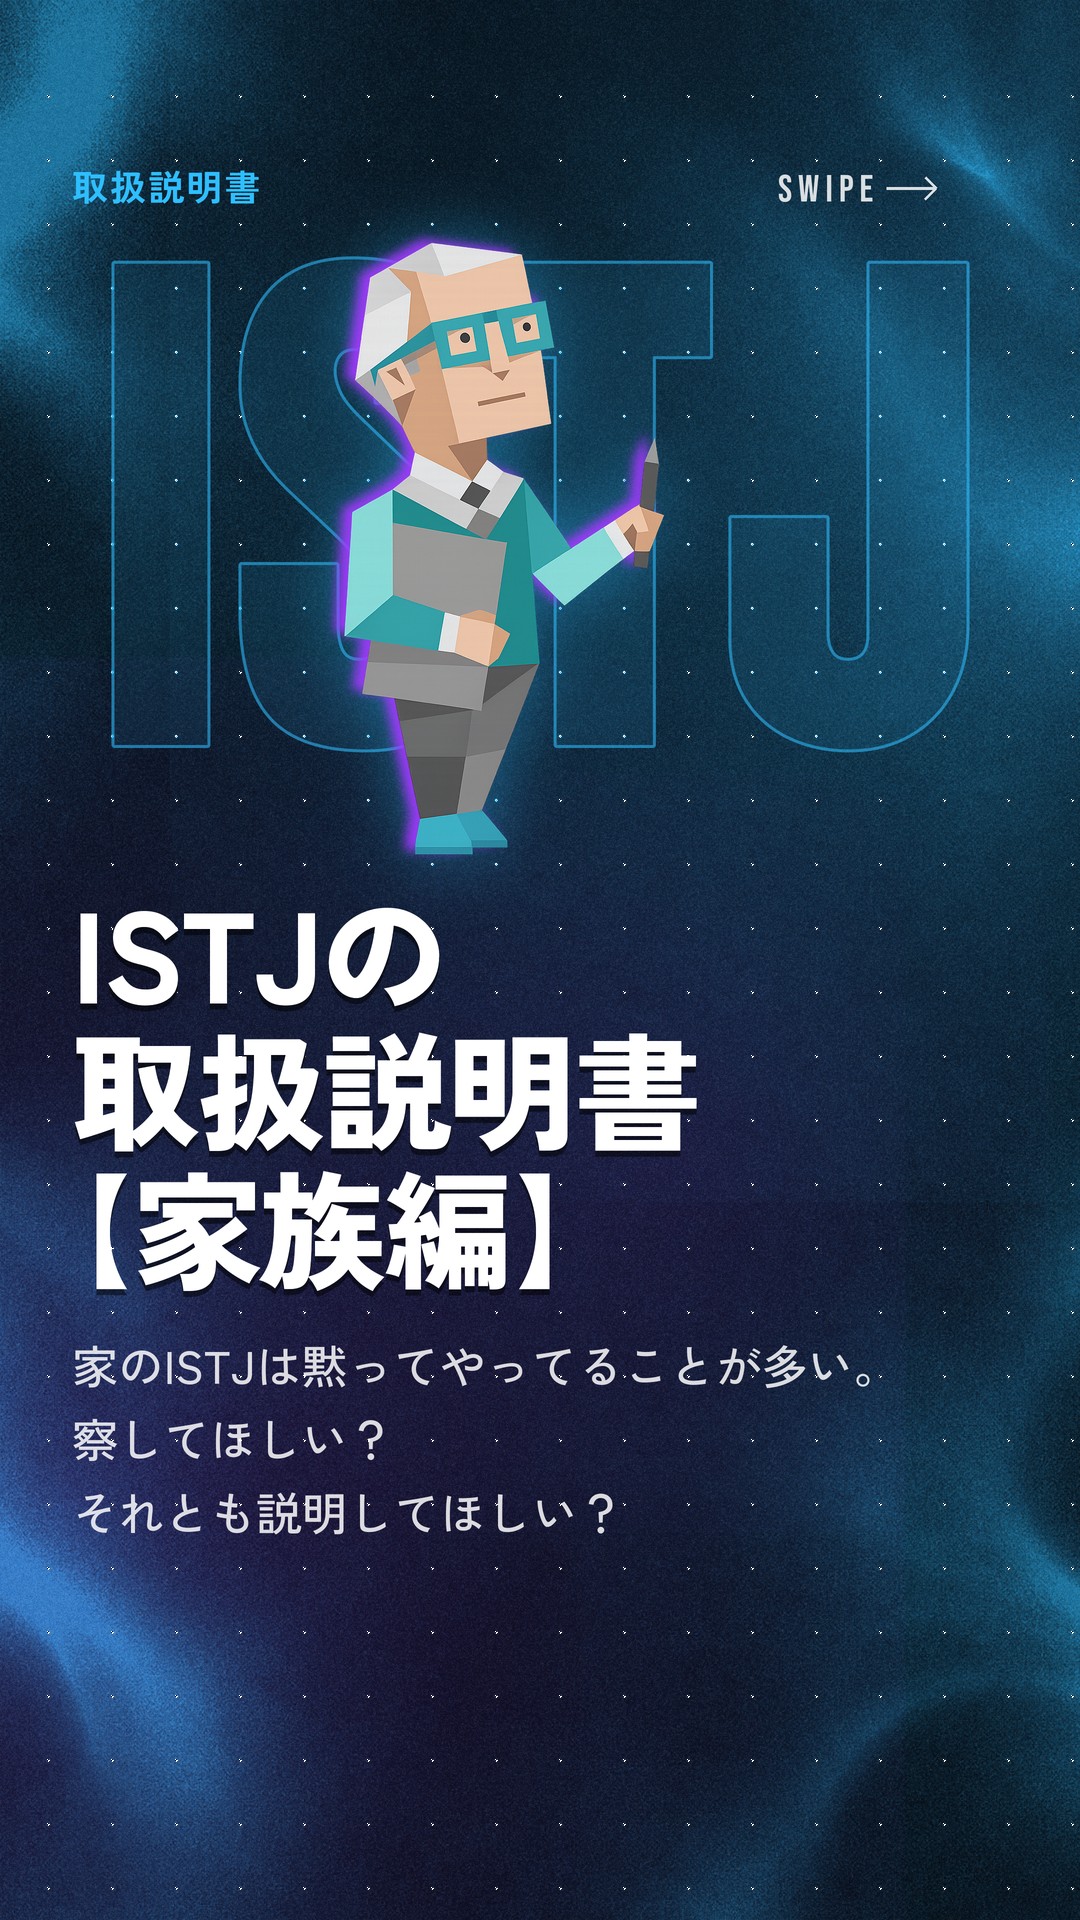 取扱説明書
SWIPE →
ISTJ
ISTJの
取扱説明書
【家族編】
家のISTJは黙ってやってることが多い。
察してほしい？
それとも説明してほしい？